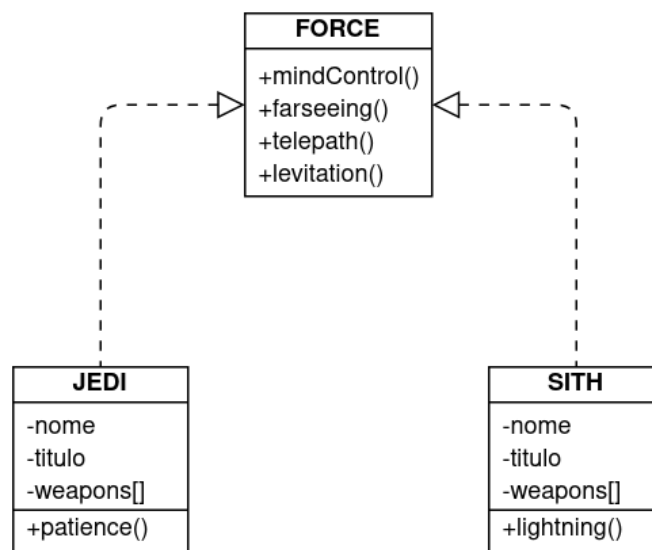 FORCE
+mindControl()
+farseeing()
+telepath()
+levitation()
JEDI
-nome
-titulo
-weapons[]
+patience()
SITH
-nome
-titulo
-weapons[]
+lightning()